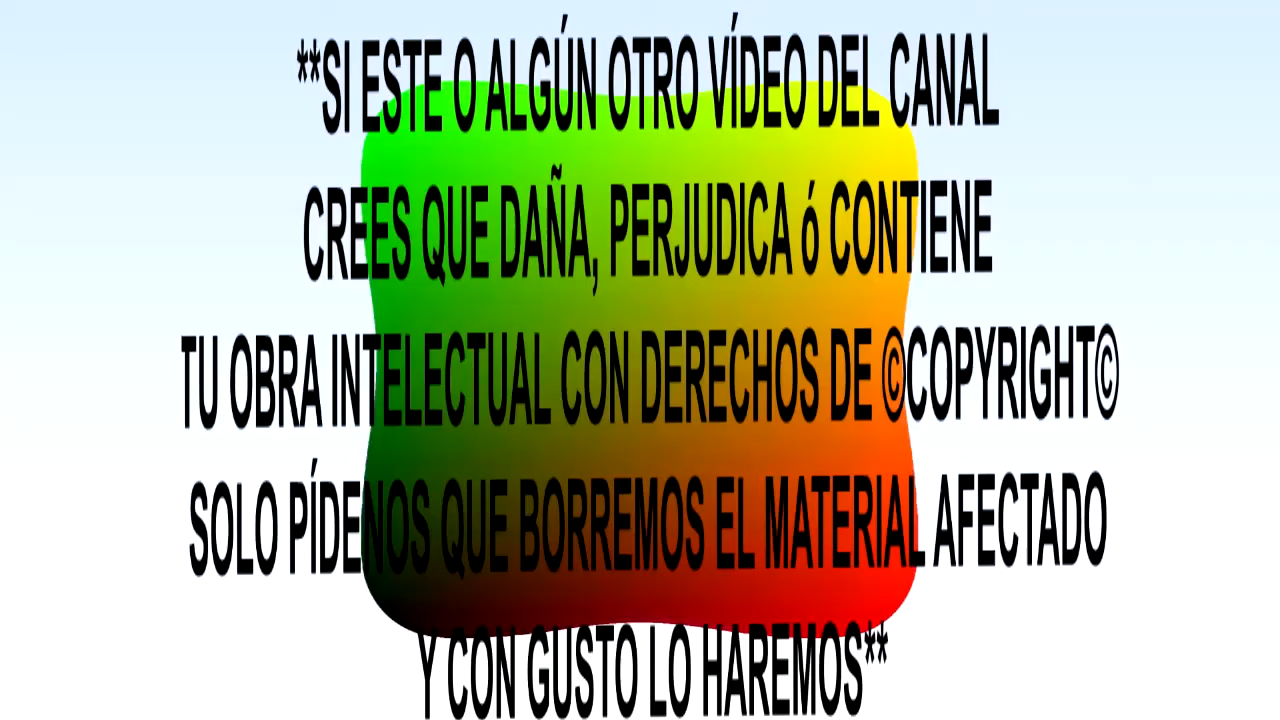 **SI ESTE O ALGÚN OTRO VÍDEO DEL CANAL
CREES QUE DAÑA, PERJUDICA ó CONTIENE
TU OBRA INTELECTUAL CON DERECHOS DE ©COPYRIGHT©
SOLO PÍDENOS QUE BORREMOS EL MATERIAL AFECTADO
Y CON GUSTO LO HAREMOS**